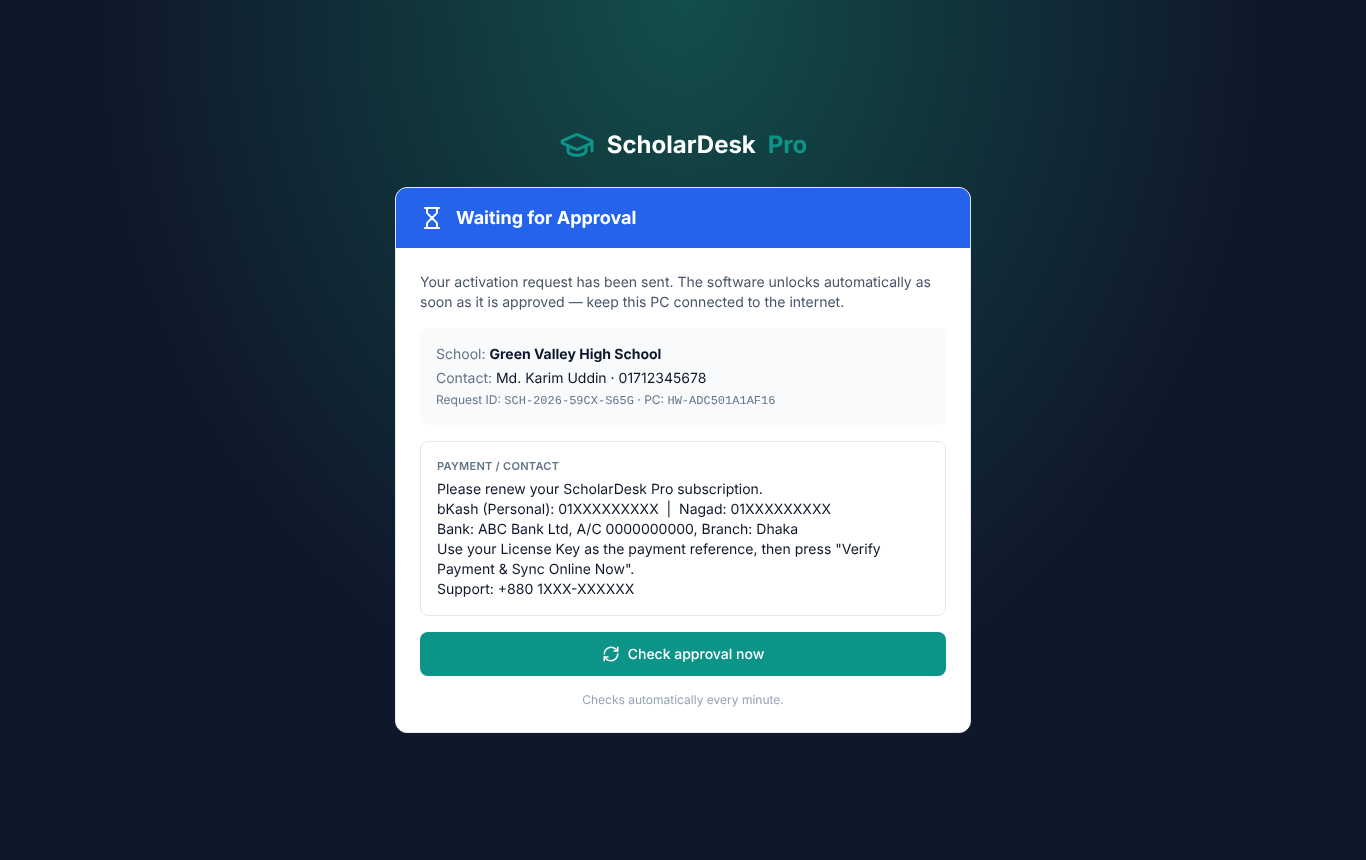 ScholarDesk Pro
Waiting for Approval
Your activation request has been sent. The software unlocks automatically as
soon as it is approved — keep this PC connected to the internet.
School: Green Valley High School
Contact: Md. Karim Uddin · 01712345678
Request ID: SCH-2026-59CX-S65G · PC: HW-ADC501A1AF16
PAYMENT / CONTACT
Please renew your ScholarDesk Pro subscription.
bKash (Personal): 01XXXXXXXXX | Nagad: 01XXXXXXXXX
Bank: ABC Bank Ltd, A/C 0000000000, Branch: Dhaka
Use your License Key as the payment reference, then press "Verify
Payment & Sync Online Now".
Support: +880 1XXX-XXXXXX
Check approval now
Checks automatically every minute.